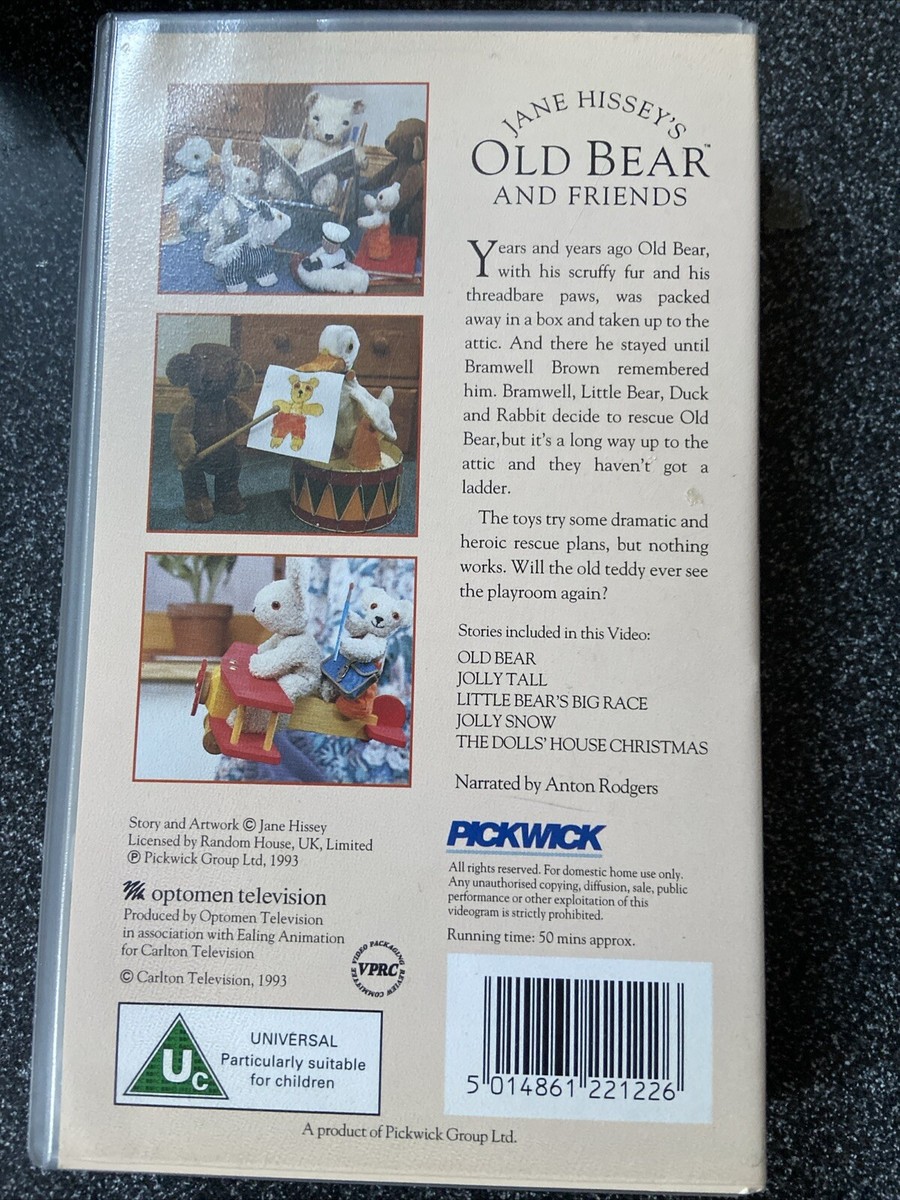 JANE HISSEY'S
OLD BEAR™
AND FRIENDS
Years and years ago Old Bear,
with his scruffy fur and his
threadbare paws, was packed
away in a box and taken up to the
attic. And there he stayed until
Bramwell Brown remembered
him. Bramwell, Little Bear, Duck
and Rabbit decide to rescue Old
Bear,but it's a long way up to the
attic and they haven't got a
ladder.
The toys try some dramatic and
heroic rescue plans, but nothing
works. Will the old teddy ever see
the playroom again?
Stories included in this Video:
OLD BEAR
JOLLY TALL
LITTLE BEAR'S BIG RACE
JOLLY SNOW
THE DOLLS' HOUSE CHRISTMAS
Narrated by Anton Rodgers
Story and Artwork © Jane Hissey
Licensed by Random House, UK, Limited
℗ Pickwick Group Ltd, 1993
optomen television
Produced by Optomen Television
in association with Ealing Animation
for Carlton Television
© Carlton Television, 1993
VIDEO PACKAGING REVIEW COMMITTEE
VPRC
PICKWICK
All rights reserved. For domestic home use only.
Any unauthorised copying, diffusion, sale, public
performance or other exploitation of this
videogram is strictly prohibited.
Running time: 50 mins approx.
Uc
UNIVERSAL
Particularly suitable
for children
5 014861 221226
A product of Pickwick Group Ltd.